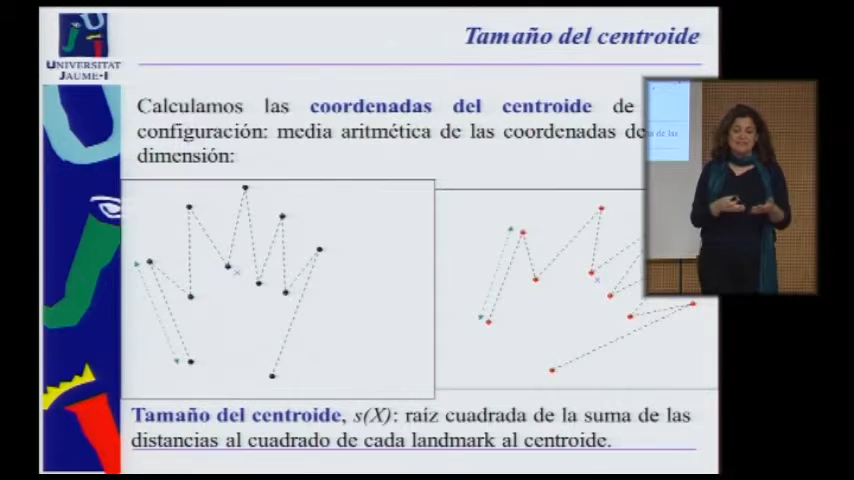 Tamaño del centroide
UNIVERSITAT
JAUME·I
Calculamos las coordenadas del centroide de
configuración: media aritmética de las coordenadas de
dimensión:
Tamaño del centroide, s(X): raíz cuadrada de la suma de las
distancias al cuadrado de cada landmark al centroide.